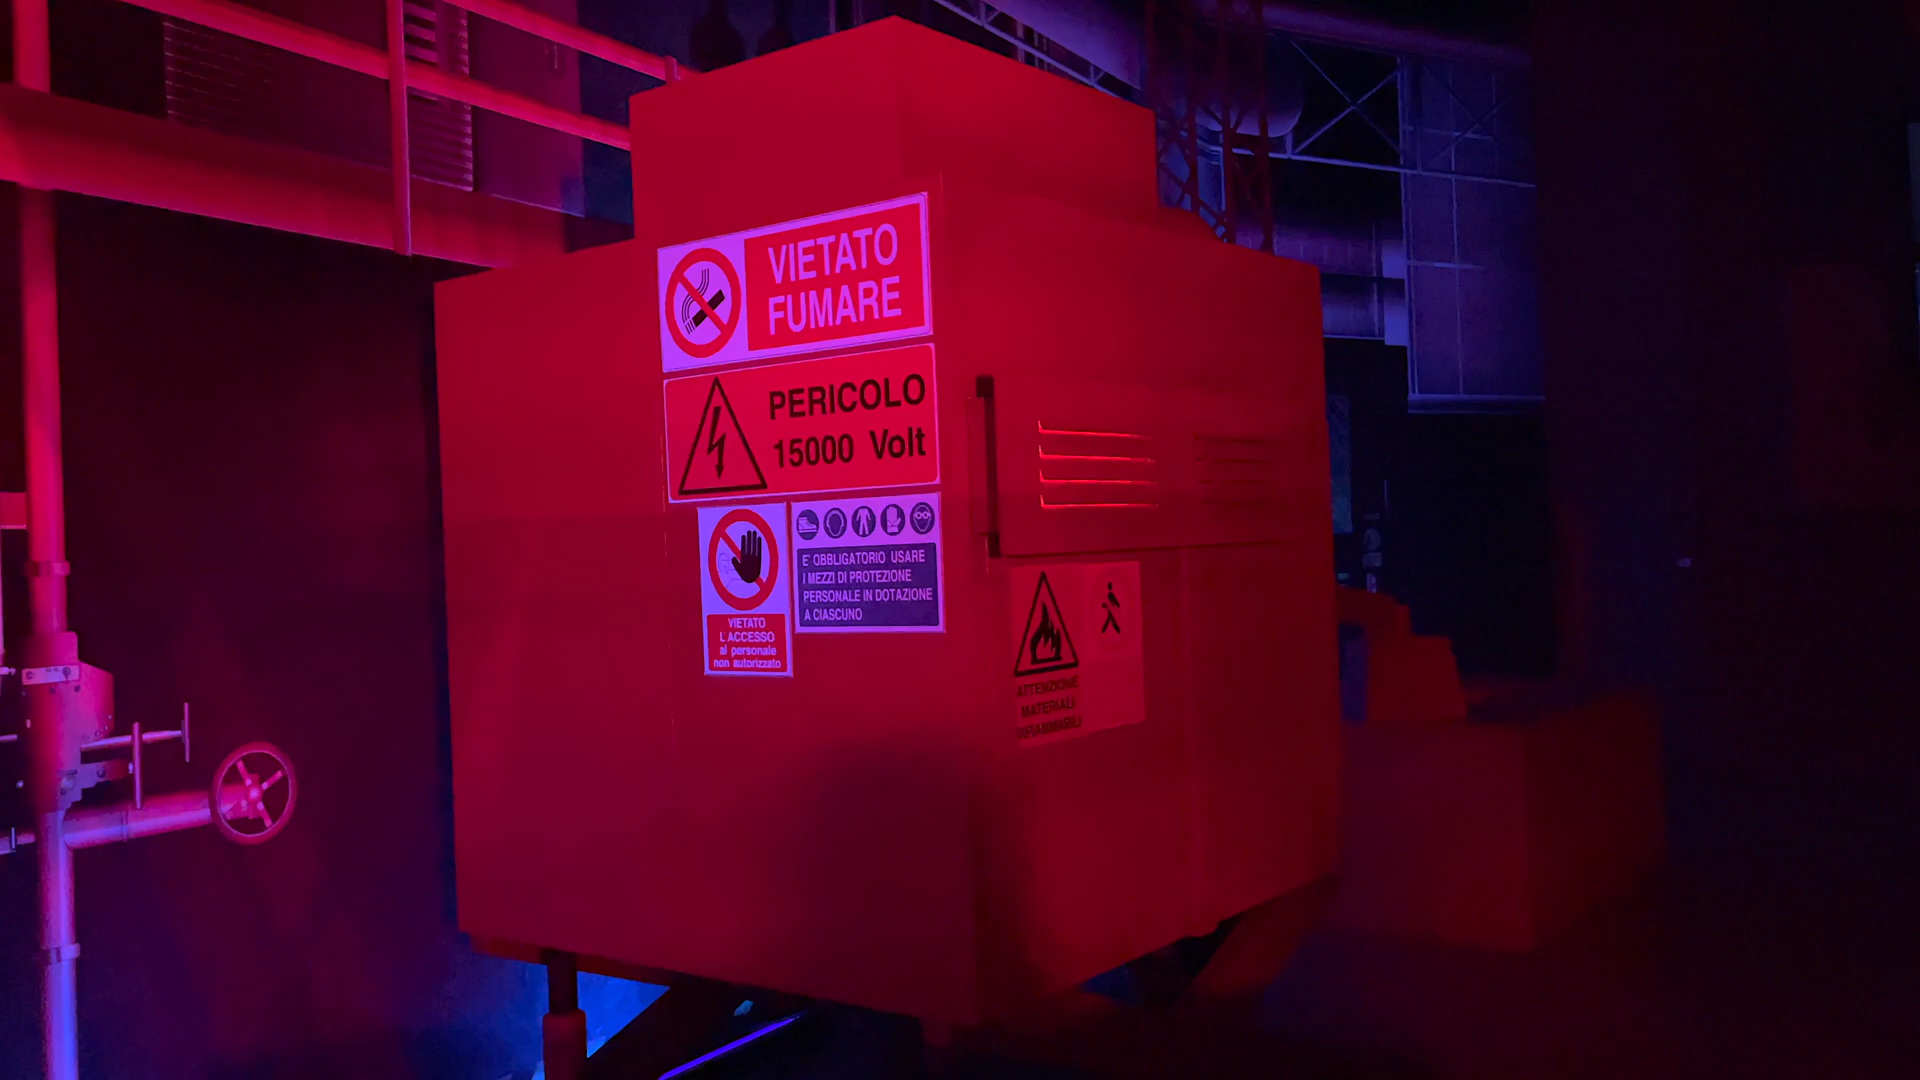 VIETATO
FUMARE
PERICOLO
15000 Volt
VIETATO
L'ACCESSO
al personale
non autorizzato
E' OBBLIGATORIO USARE
I MEZZI DI PROTEZIONE
PERSONALE IN DOTAZIONE
A CIASCUNO
ATTENZIONE
MATERIALI
INFIAMMABILI